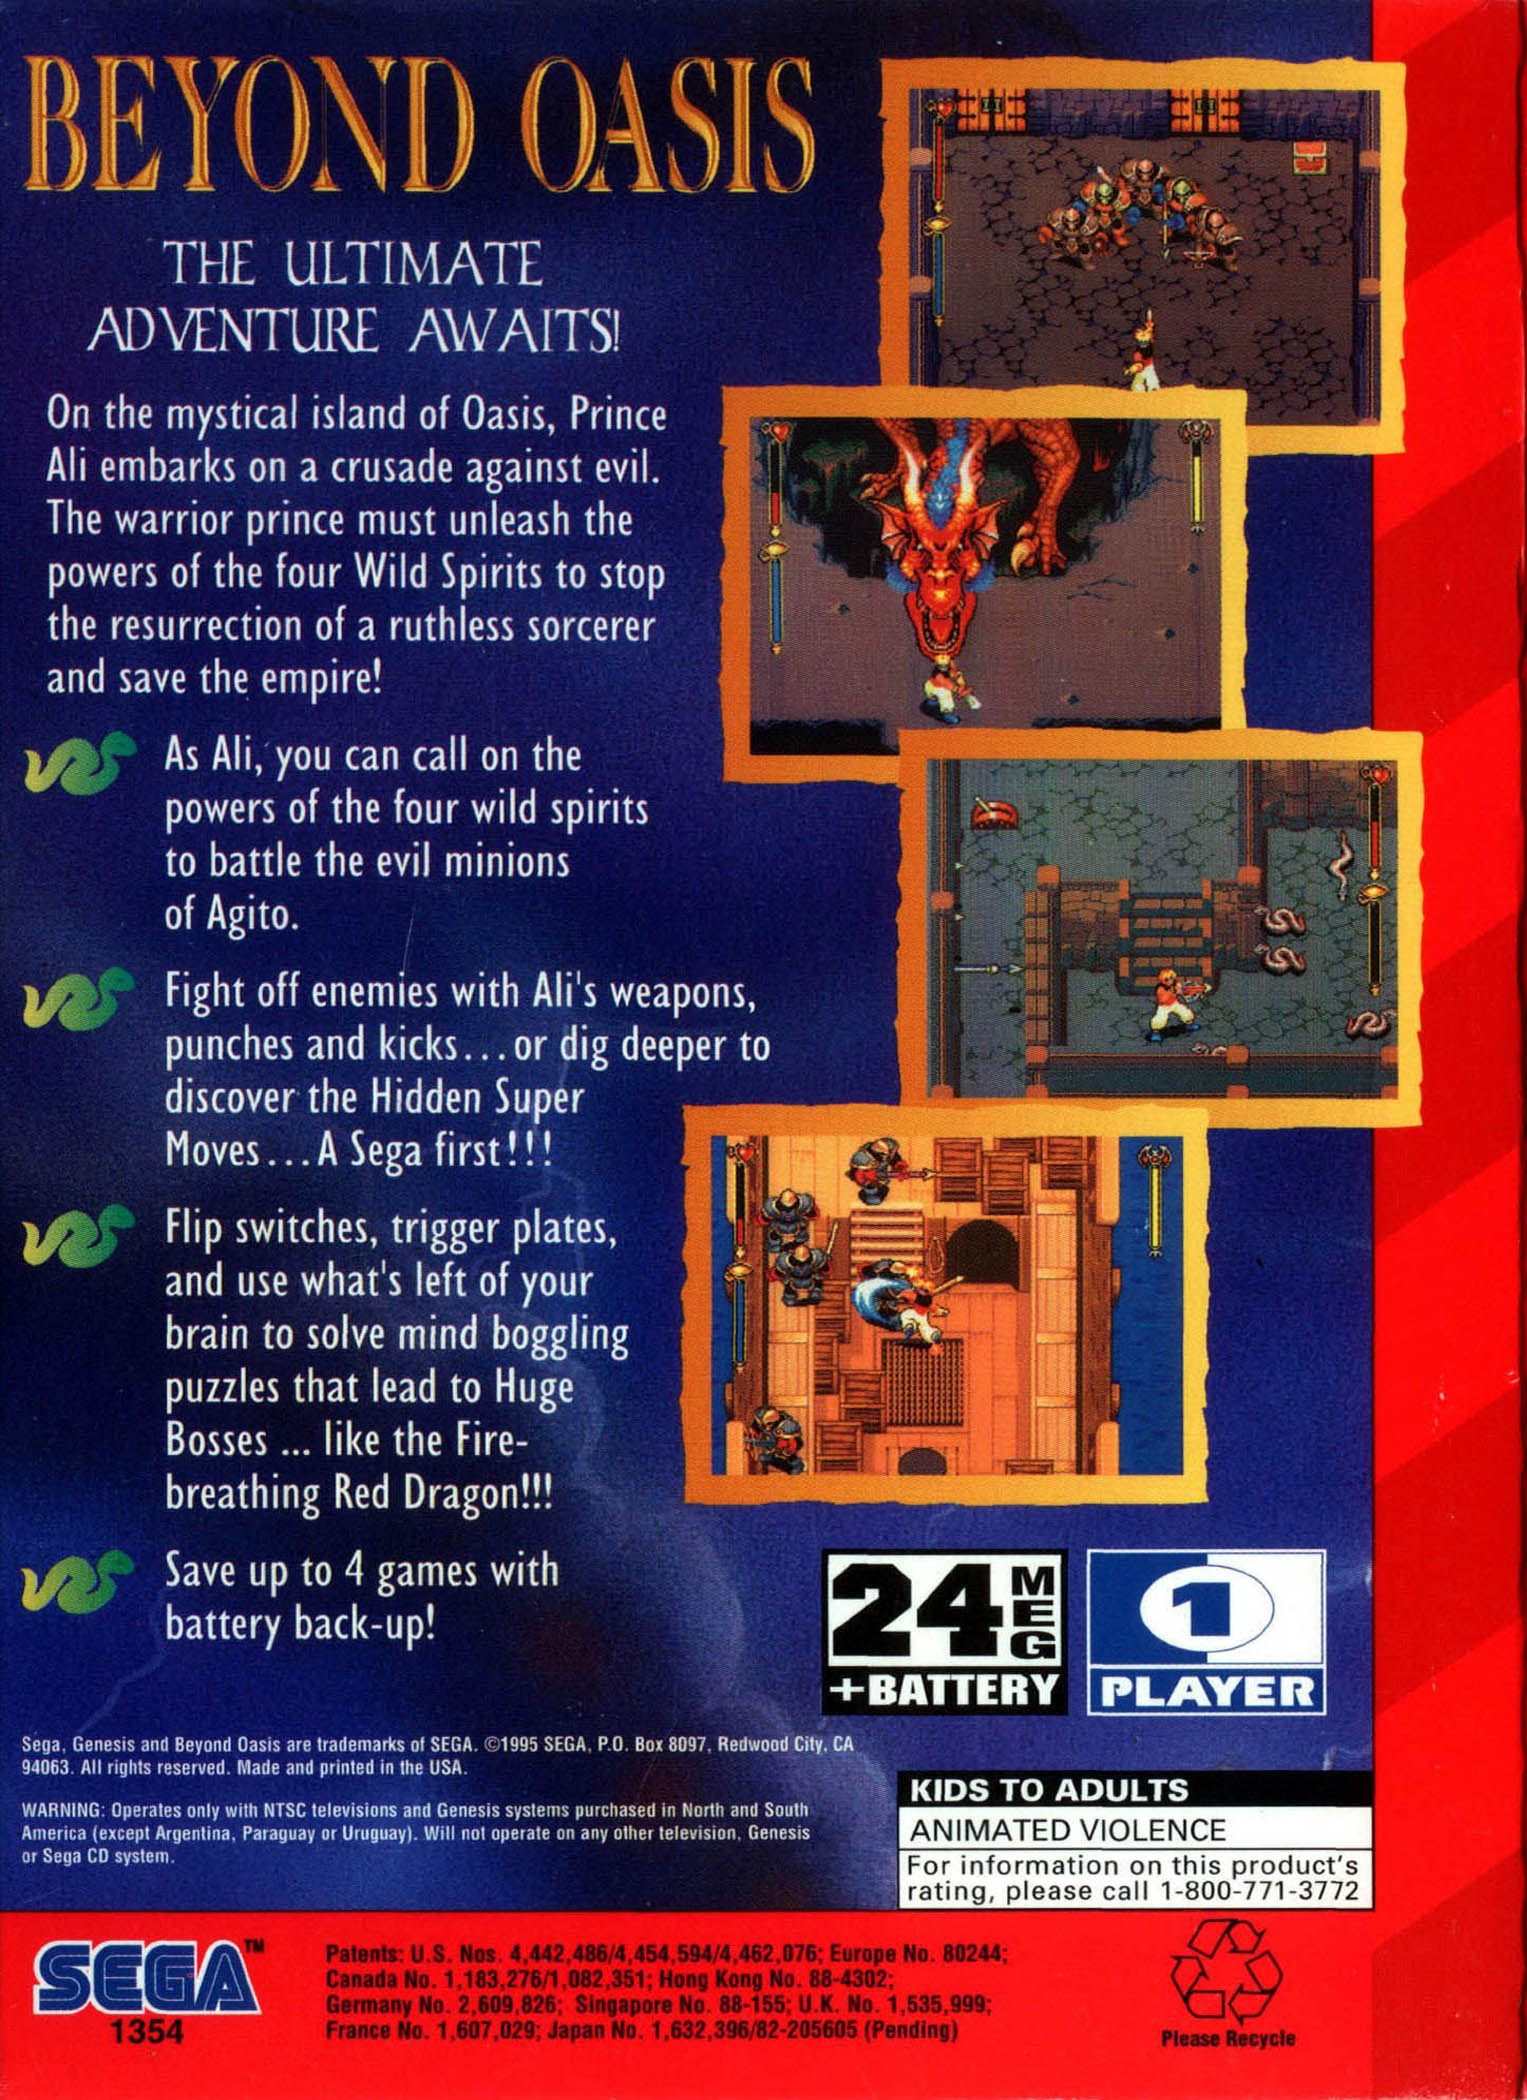 BEYOND OASIS
THE ULTIMATE
ADVENTURE AWAITS!
On the mystical island of Oasis, Prince
Ali embarks on a crusade against evil.
The warrior prince must unleash the
powers of the four Wild Spirits to stop
the resurrection of a ruthless sorcerer
and save the empire!
As Ali, you can call on the
powers of the four wild spirits
to battle the evil minions
of Agito.
Fight off enemies with Ali's weapons,
punches and kicks...or dig deeper to
discover the Hidden Super
Moves...A Sega first!!!
Flip switches, trigger plates,
and use what's left of your
brain to solve mind boggling
puzzles that lead to Huge
Bosses ... like the Fire-
breathing Red Dragon!!!
Save up to 4 games with
battery back-up!
24 MEG
+BATTERY
1
PLAYER
Sega, Genesis and Beyond Oasis are trademarks of SEGA. ©1995 SEGA, P.O. Box 8097, Redwood City, CA
94063. All rights reserved. Made and printed in the USA.
WARNING: Operates only with NTSC televisions and Genesis systems purchased in North and South
America (except Argentina, Paraguay or Uruguay). Will not operate on any other television, Genesis
or Sega CD system.
KIDS TO ADULTS
ANIMATED VIOLENCE
For information on this product's
rating, please call 1-800-771-3772
SEGA™
1354
Patents: U.S. Nos. 4,442,486/4,454,594/4,462,076; Europe No. 80244;
Canada No. 1,183,276/1,082,351; Hong Kong No. 88-4302;
Germany No. 2,609,826; Singapore No. 88-155; U.K. No. 1,535,999;
France No. 1,607,029; Japan No. 1,632,396/82-205605 (Pending)
Please Recycle